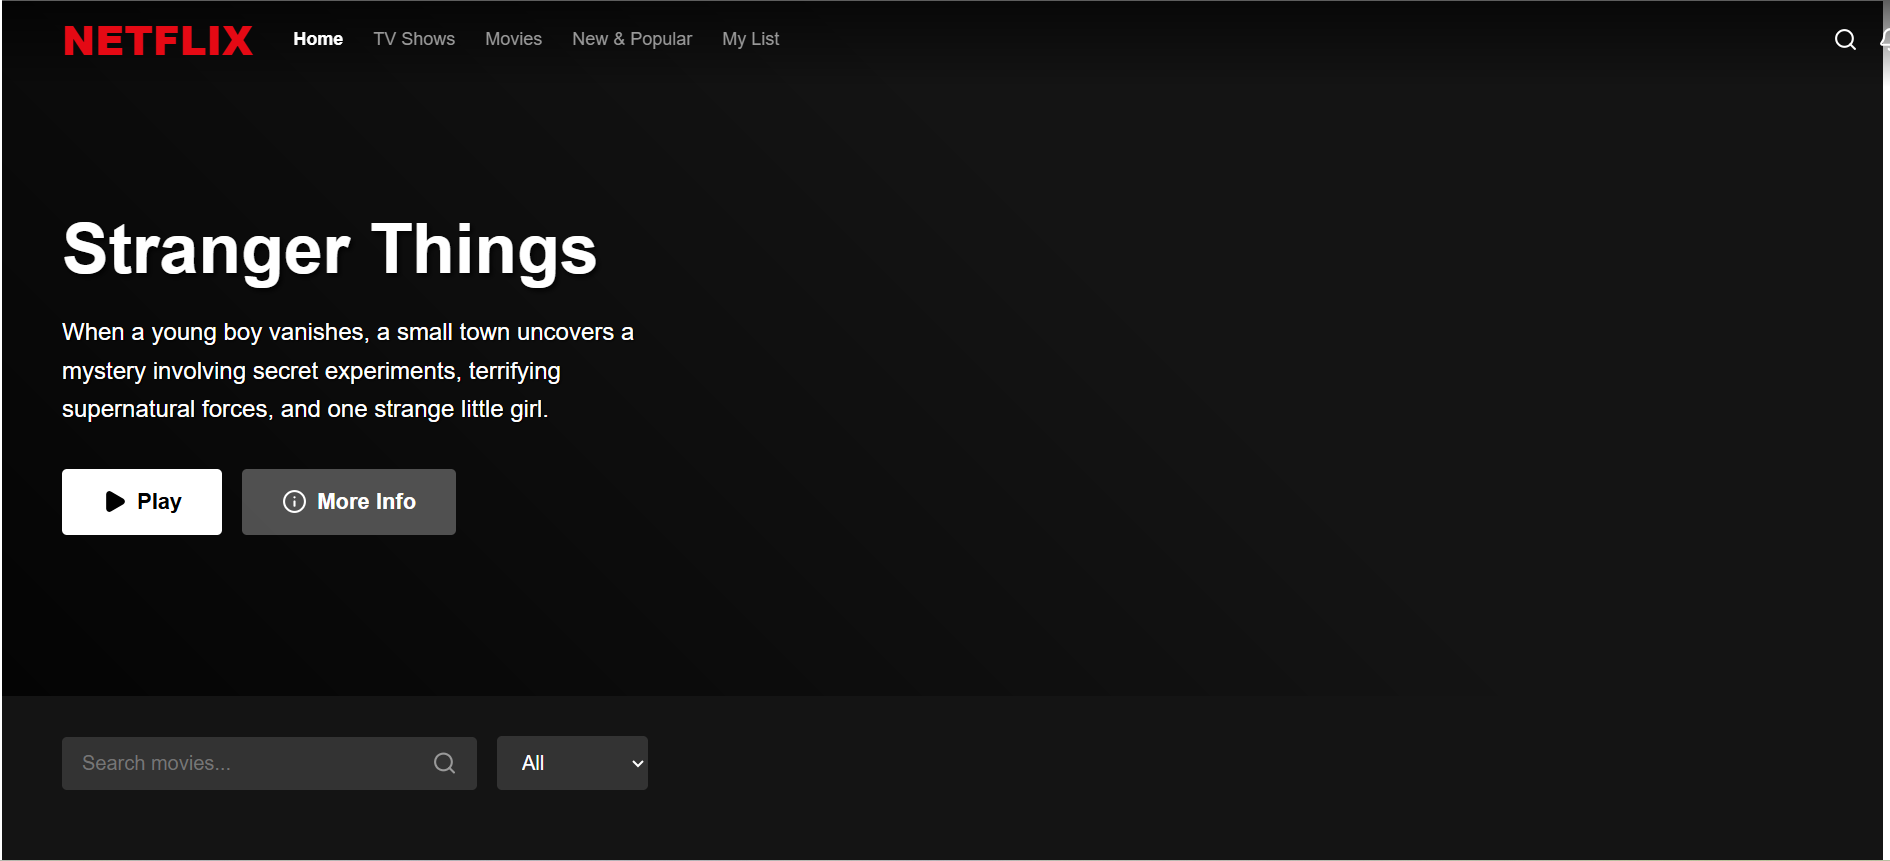 NETFLIX Home TV Shows Movies New & Popular My List
Stranger Things
When a young boy vanishes, a small town uncovers a
mystery involving secret experiments, terrifying
supernatural forces, and one strange little girl.
Play More Info
Search movies... All